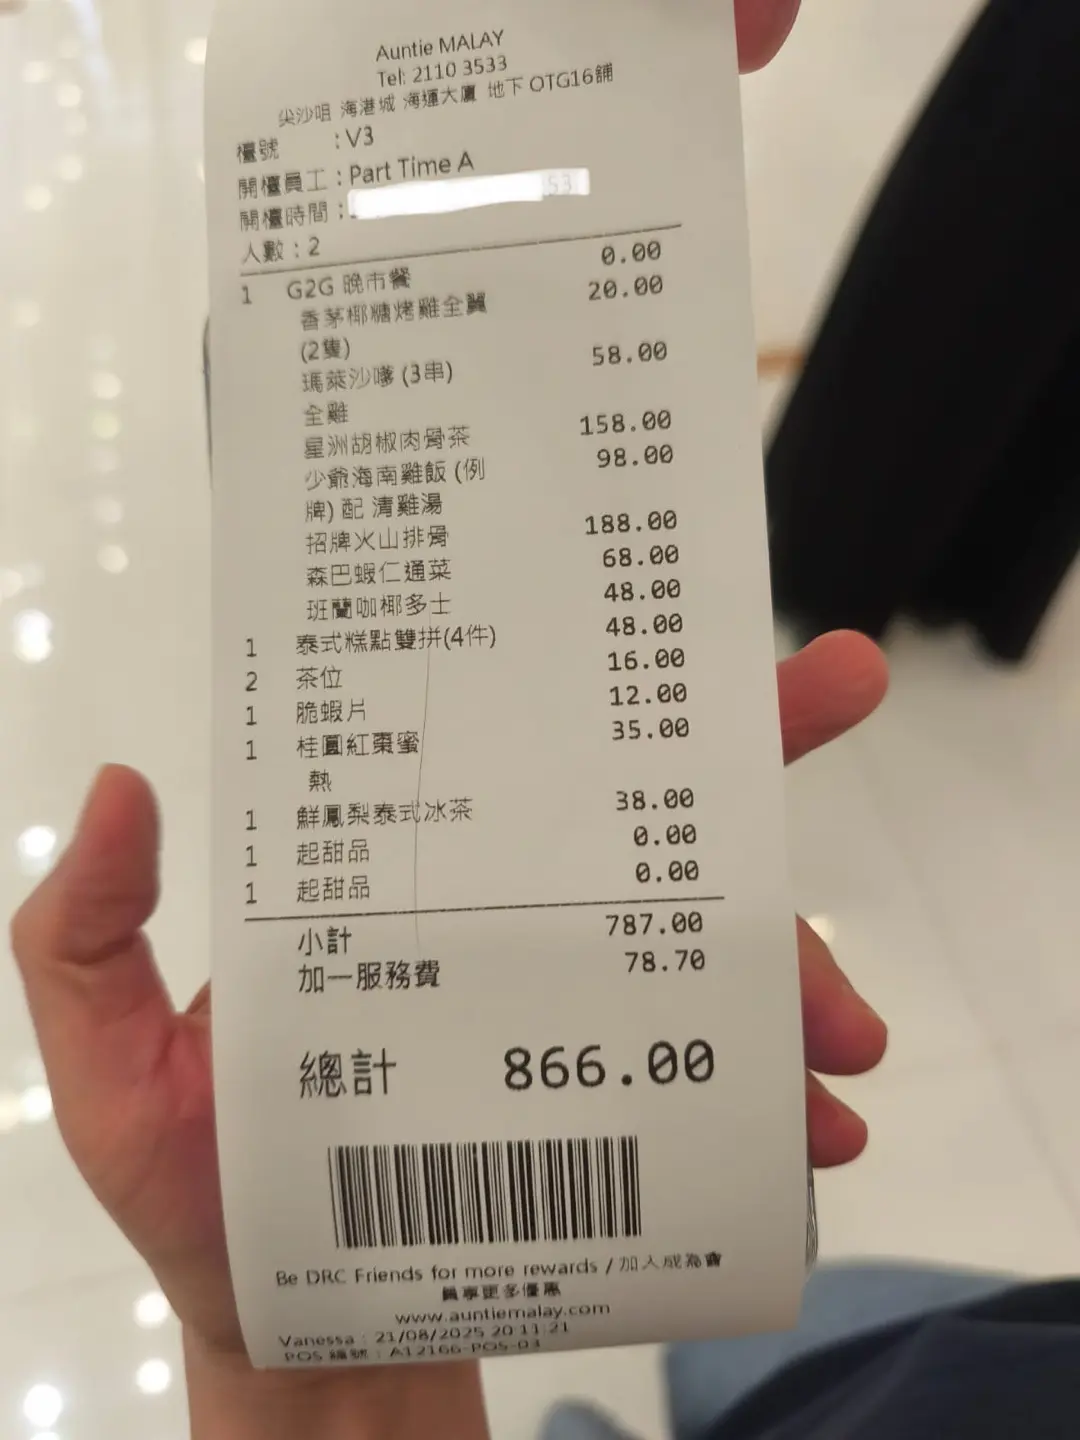 Auntie MALAY
Tel: 2110 3533
尖沙咀 海港城 海運大廈 地下 OTG16舖
檯號 : V3
開檯員工 : Part Time A
開檯時間 : 53
人數 : 2
1 G2G 晚市餐 0.00
香茅椰糖烤雞全翼 20.00
(2隻)
瑪萊沙嗲 (3串) 58.00
全雞
星洲胡椒肉骨茶 158.00
少爺海南雞飯 (例 98.00
牌) 配 清雞湯
招牌火山排骨 188.00
森巴蝦仁通菜 68.00
班蘭咖椰多士 48.00
1 泰式糕點雙拼(4件) 48.00
2 茶位 16.00
1 脆蝦片 12.00
1 桂圓紅棗蜜 35.00
熱
1 鮮鳳梨泰式冰茶 38.00
1 起甜品 0.00
1 起甜品 0.00
小計 787.00
加一服務費 78.70
總計 866.00
Be DRC Friends for more rewards / 加入成為會
員享更多優惠
www.auntiemalay.com
Vanessa : 21/08/2025 20:11:21
POS 編號 : A12166-POS-03